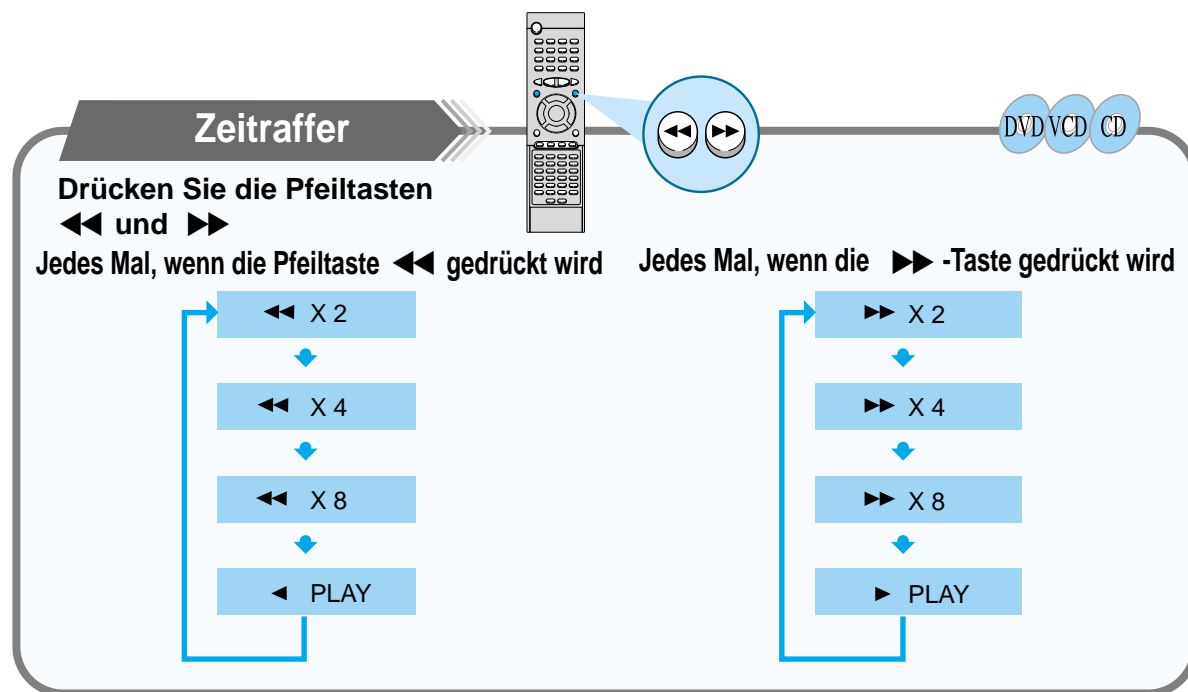 Zeitraffer
DVD VCD CD
Drücken Sie die Pfeiltasten
◀◀ und ▶▶
Jedes Mal, wenn die Pfeiltaste ◀◀ gedrückt wird
◀◀ X 2
◀◀ X 4
◀◀ X 8
◀ PLAY
Jedes Mal, wenn die ▶▶ -Taste gedrückt wird
▶▶ X 2
▶▶ X 4
▶▶ X 8
▶ PLAY